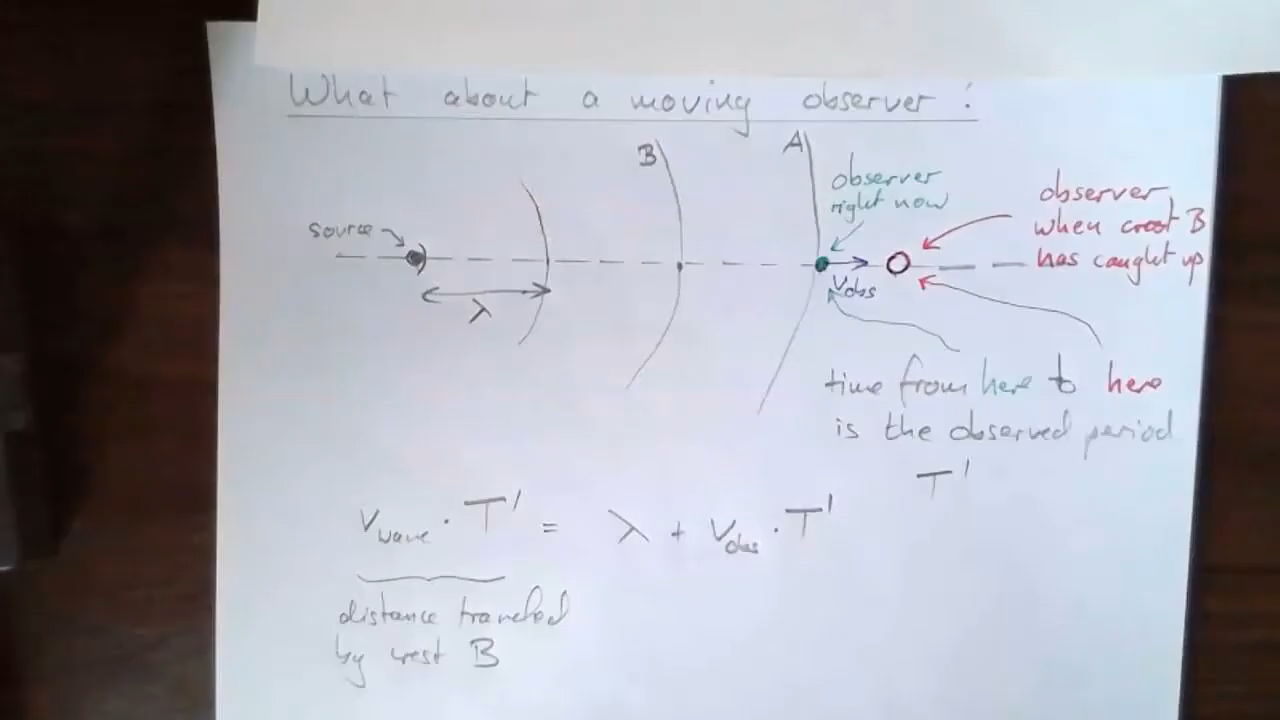 What about a moving observer :
B
A
observer
right now
observer
when crest B
has caught up
source
vobs
λ
time from here to here
is the observed period
T'
vwave · T' = λ + vobs · T'
distance traveled
by crest B